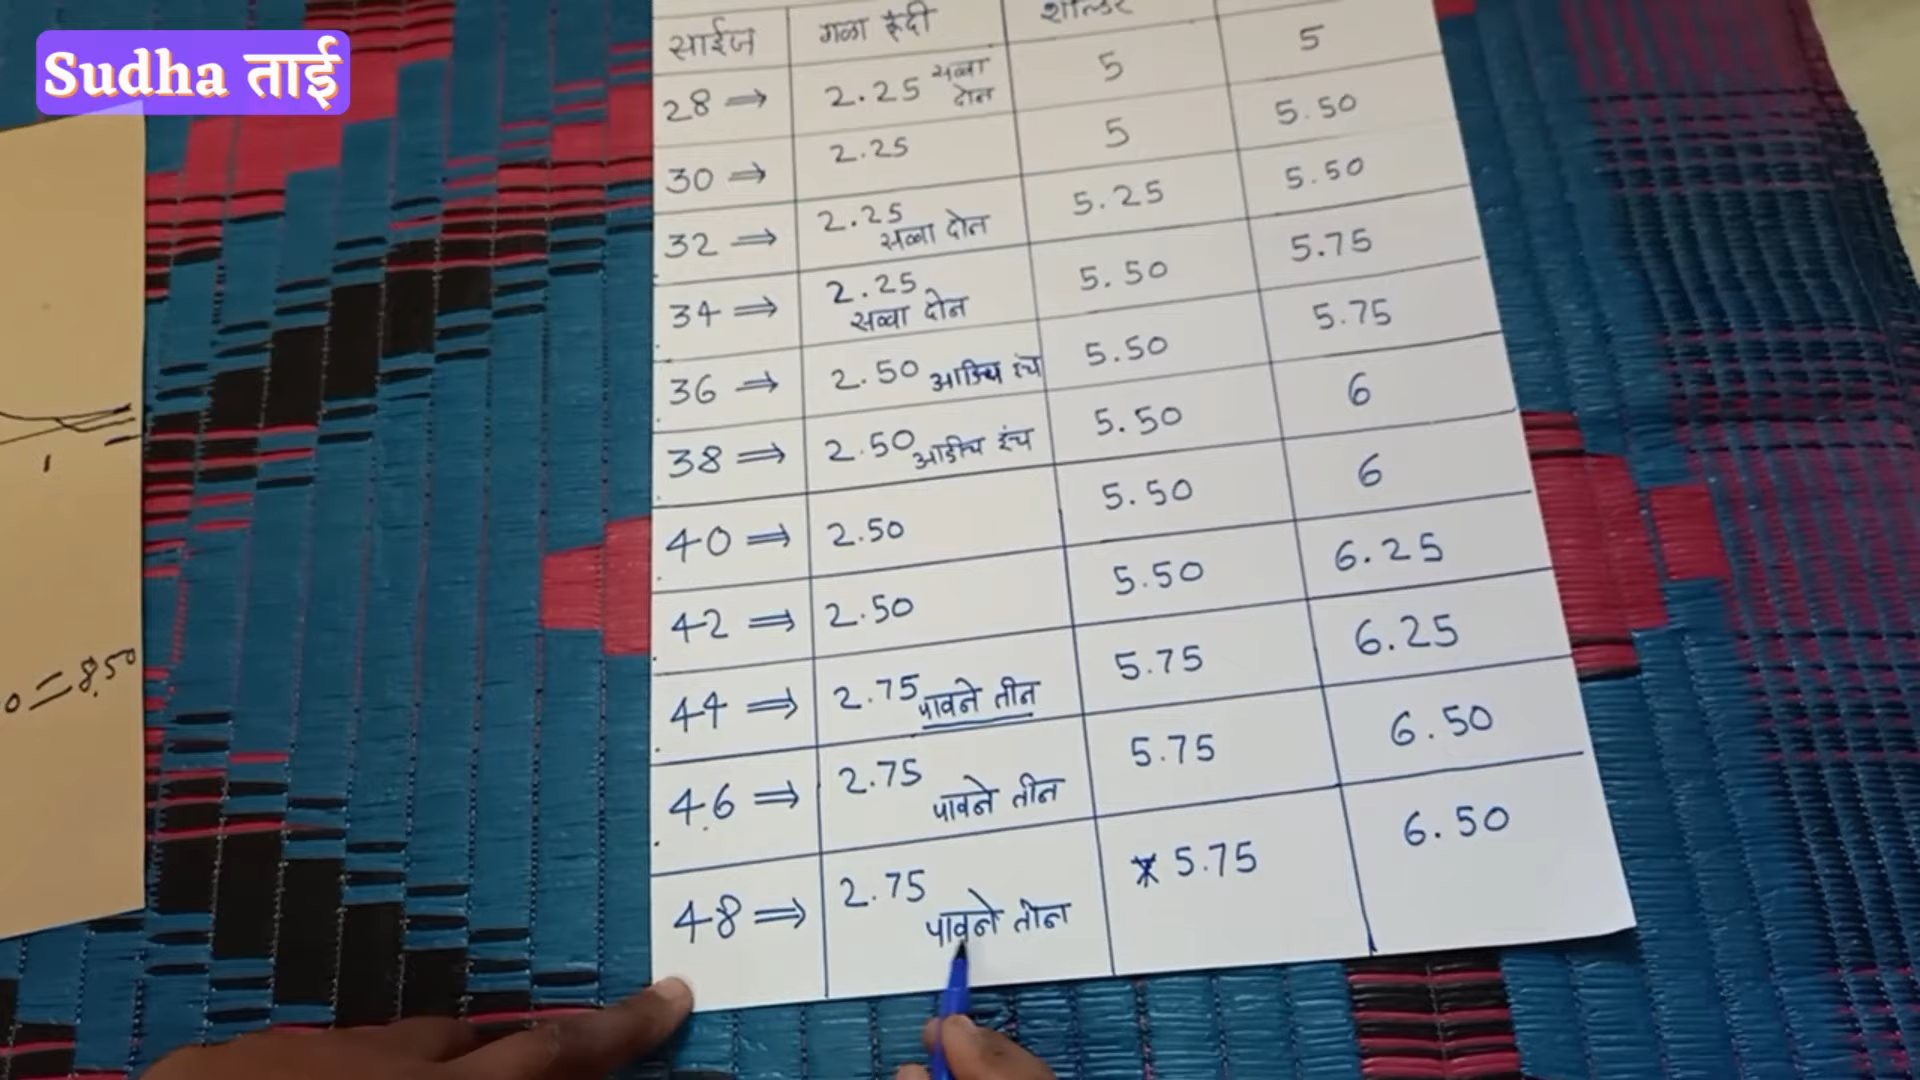 Sudha ताई
साईज गळा रुंदी शोल्डर
28 ⇒ 2.25 सव्वा दोन 5 5
30 ⇒ 2.25 5 5.50
32 ⇒ 2.25 सव्वा दोन 5.25 5.50
34 ⇒ 2.25 सव्वा दोन 5.50 5.75
36 ⇒ 2.50 5.50 5.75
38 ⇒ 2.50 5.50 6
40 ⇒ 2.50 5.50 6
42 ⇒ 2.50 5.50 6.25
44 ⇒ 2.75 पावने तीन 5.75 6.25
46 ⇒ 2.75 पावने तीन 5.75 6.50
48 ⇒ 2.75 पावने तीन * 5.75 6.50
0 = 8.50